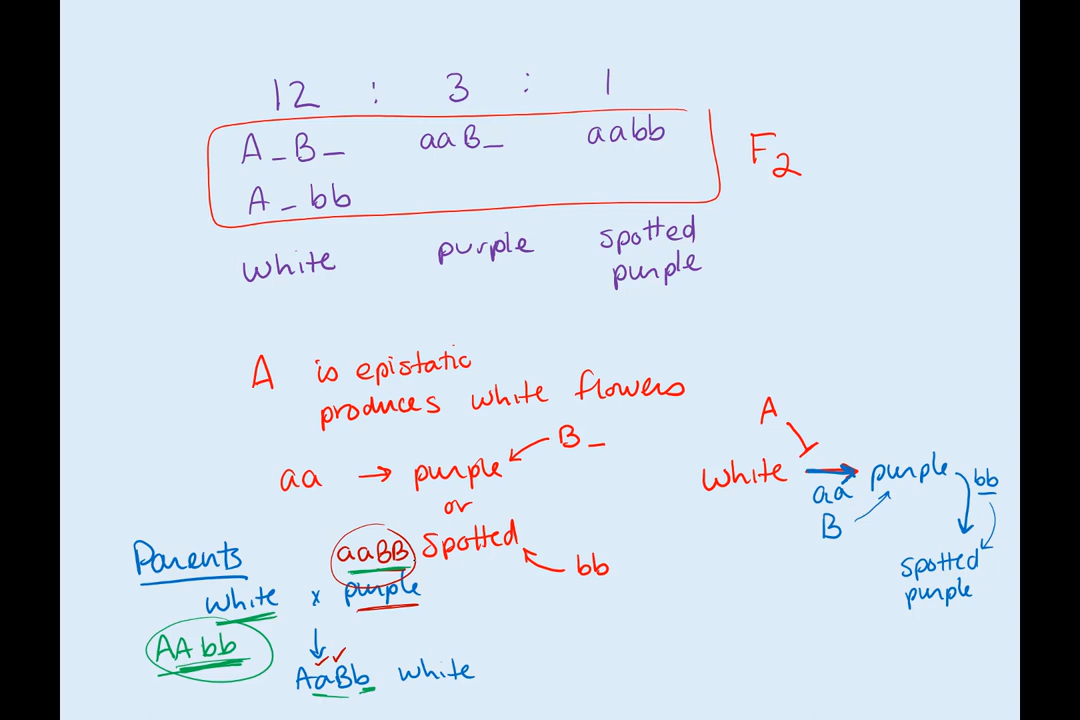 12 : 3 : 1
A_B_ aaB_ aabb
A_bb
F2
white purple spotted purple
A is epistatic
produces white flowers
aa → purple ← B_
or
Spotted ← bb
A
white → purple
aa
B
bb
spotted
purple
Parents
aaBB
white x purple
AAbb
AaBb white